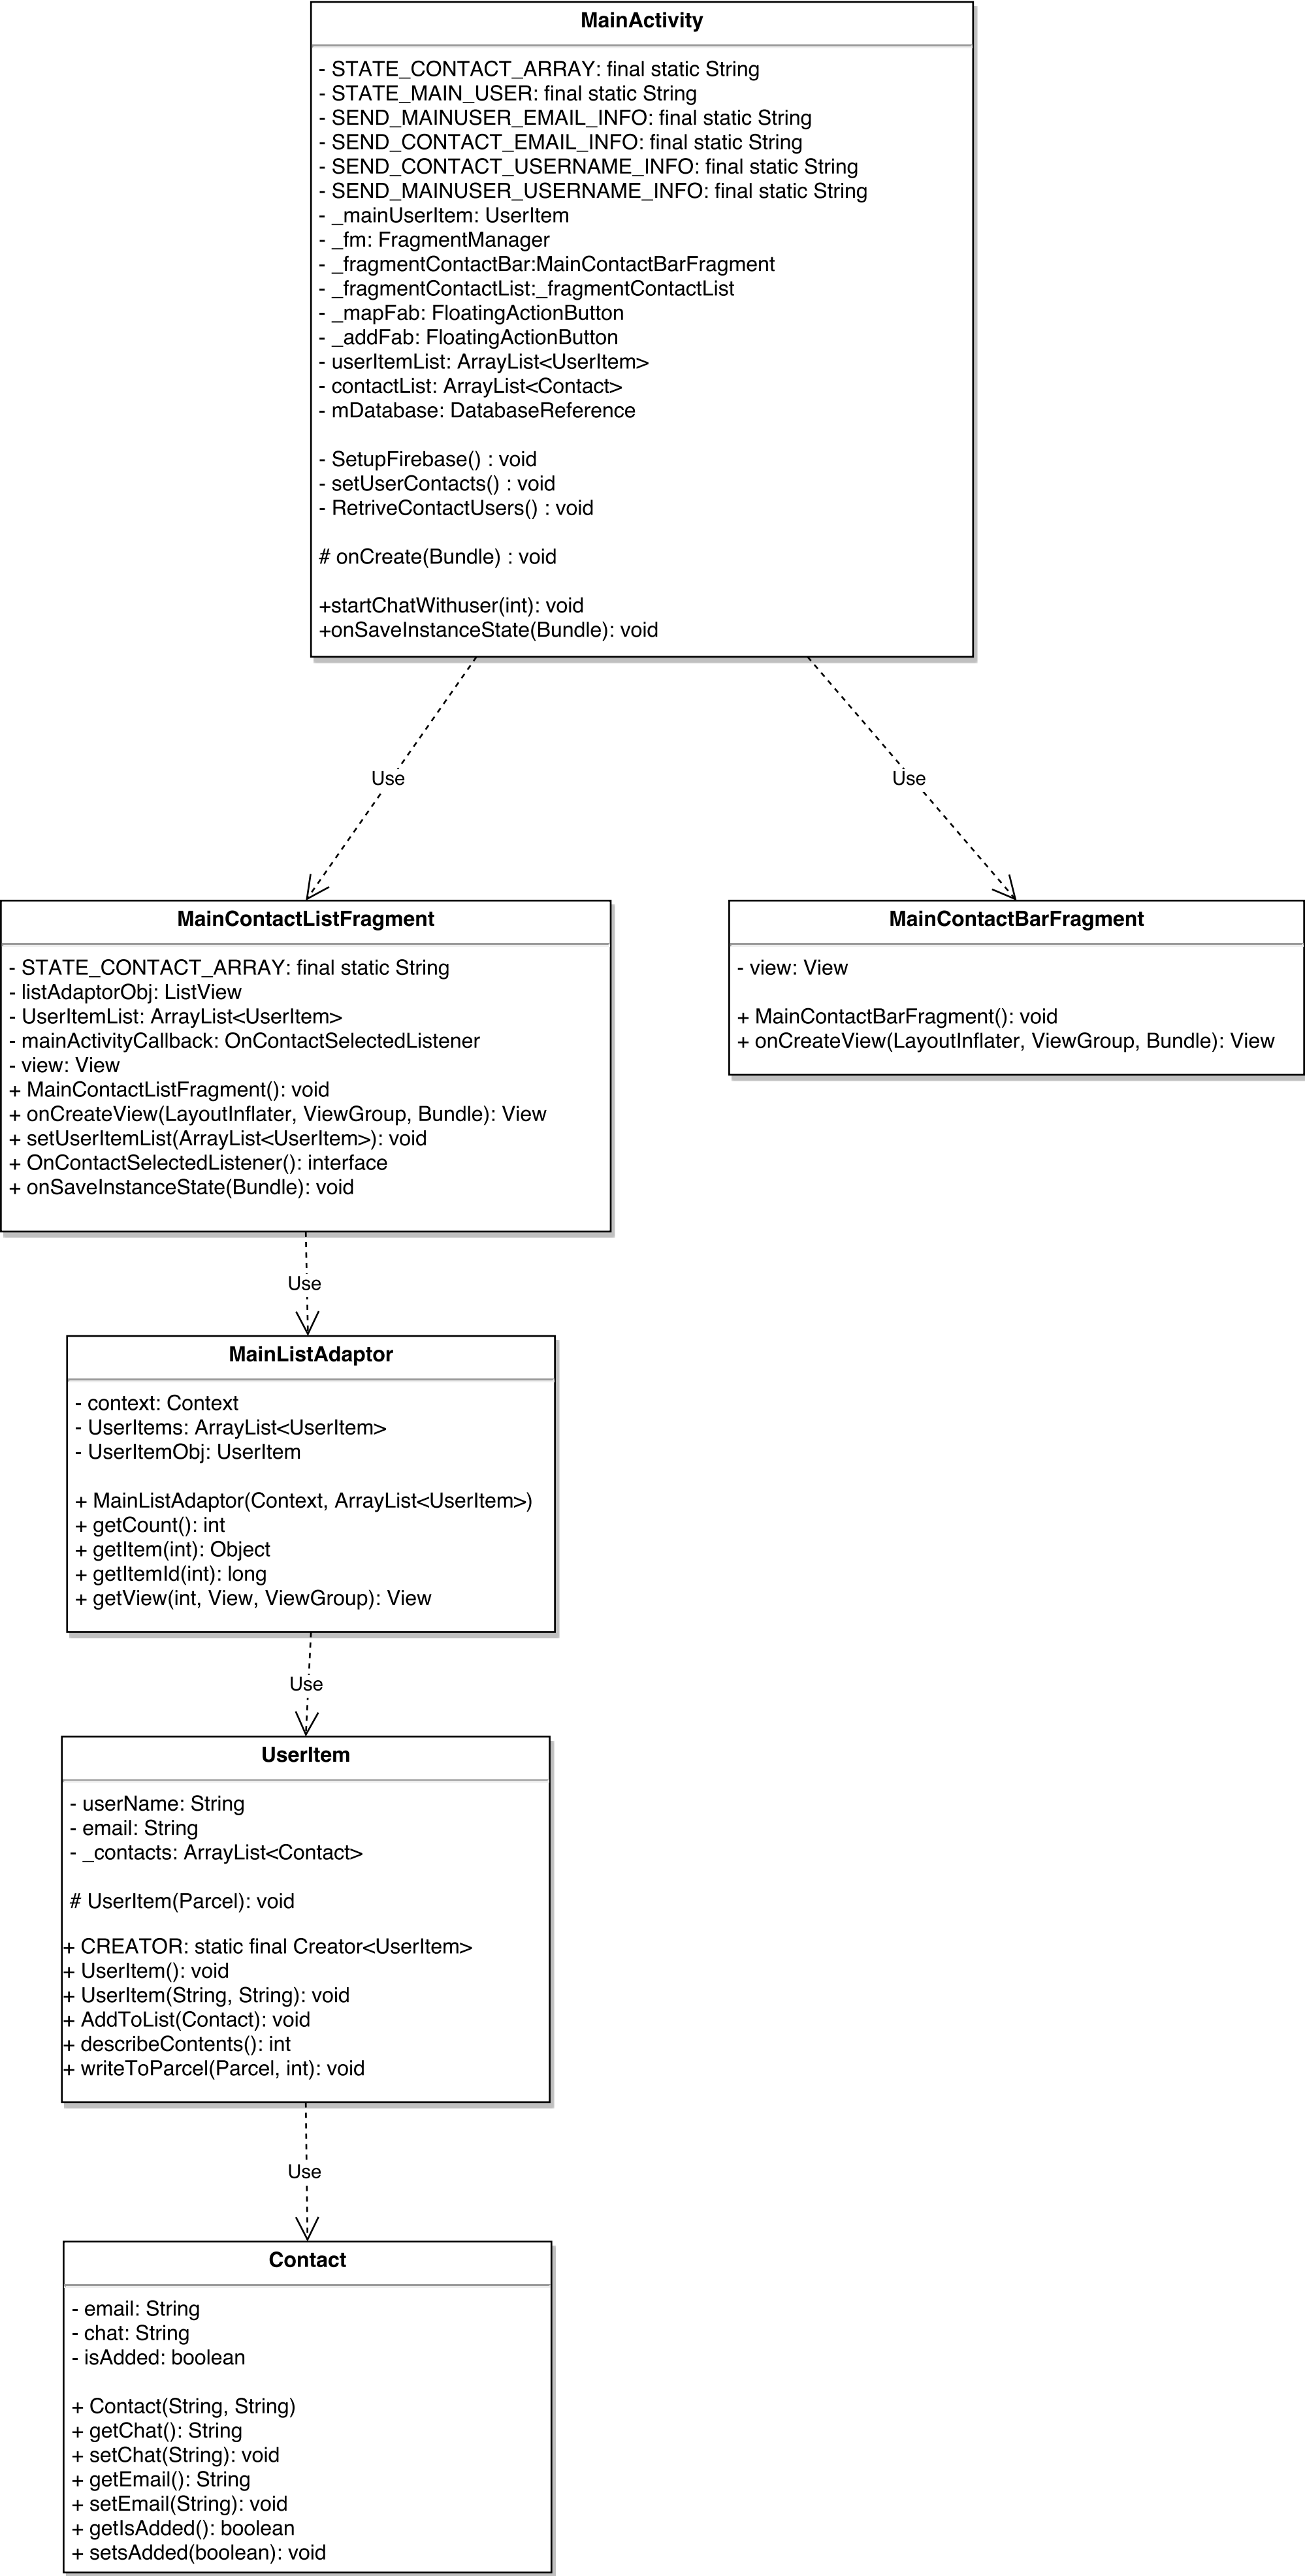 MainActivity
- STATE_CONTACT_ARRAY: final static String
- STATE_MAIN_USER: final static String
- SEND_MAINUSER_EMAIL_INFO: final static String
- SEND_CONTACT_EMAIL_INFO: final static String
- SEND_CONTACT_USERNAME_INFO: final static String
- SEND_MAINUSER_USERNAME_INFO: final static String
- _mainUserItem: UserItem
- _fm: FragmentManager
- _fragmentContactBar:MainContactBarFragment
- _fragmentContactList:_fragmentContactList
- _mapFab: FloatingActionButton
- _addFab: FloatingActionButton
- userItemList: ArrayList<UserItem>
- contactList: ArrayList<Contact>
- mDatabase: DatabaseReference
- SetupFirebase() : void
- setUserContacts() : void
- RetriveContactUsers() : void
# onCreate(Bundle) : void
+startChatWithuser(int): void
+onSaveInstanceState(Bundle): void
Use
Use
MainContactListFragment
- STATE_CONTACT_ARRAY: final static String
- listAdaptorObj: ListView
- UserItemList: ArrayList<UserItem>
- mainActivityCallback: OnContactSelectedListener
- view: View
+ MainContactListFragment(): void
+ onCreateView(LayoutInflater, ViewGroup, Bundle): View
+ setUserItemList(ArrayList<UserItem>): void
+ OnContactSelectedListener(): interface
+ onSaveInstanceState(Bundle): void
MainContactBarFragment
- view: View
+ MainContactBarFragment(): void
+ onCreateView(LayoutInflater, ViewGroup, Bundle): View
Use
MainListAdaptor
- context: Context
- UserItems: ArrayList<UserItem>
- UserItemObj: UserItem
+ MainListAdaptor(Context, ArrayList<UserItem>)
+ getCount(): int
+ getItem(int): Object
+ getItemId(int): long
+ getView(int, View, ViewGroup): View
Use
UserItem
- userName: String
- email: String
- _contacts: ArrayList<Contact>
# UserItem(Parcel): void
+ CREATOR: static final Creator<UserItem>
+ UserItem(): void
+ UserItem(String, String): void
+ AddToList(Contact): void
+ describeContents(): int
+ writeToParcel(Parcel, int): void
Use
Contact
- email: String
- chat: String
- isAdded: boolean
+ Contact(String, String)
+ getChat(): String
+ setChat(String): void
+ getEmail(): String
+ setEmail(String): void
+ getIsAdded(): boolean
+ setsAdded(boolean): void